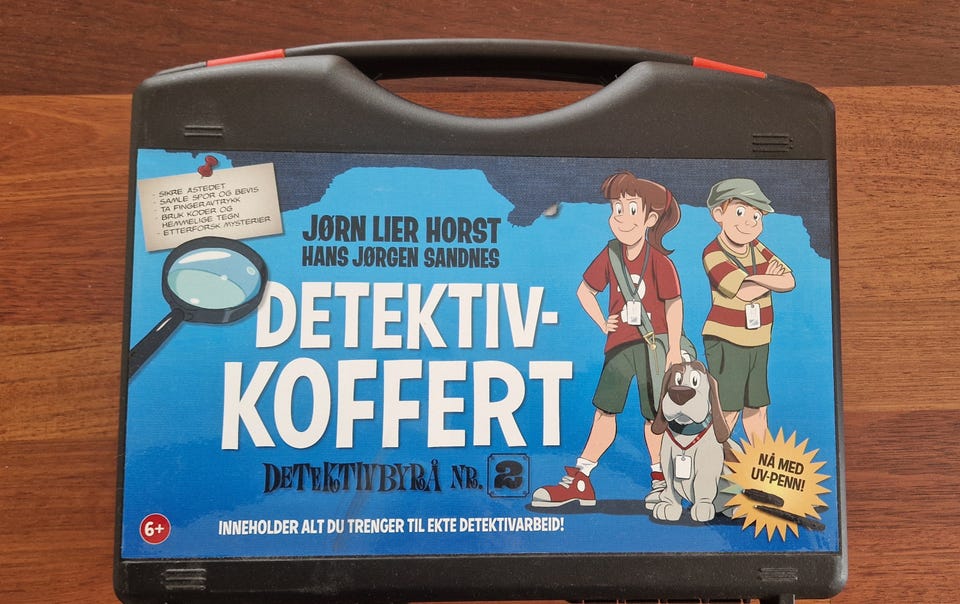 - SIKRE ÅSTEDET
- SAMLE SPOR OG BEVIS
- TA FINGERAVTRYKK
- BRUK KODER OG
HEMMELIGE TEGN
- ETTERFORSK MYSTERIER
JØRN LIER HORST
HANS JØRGEN SANDNES
DETEKTIV-
KOFFERT
DETEKTIVBYRÅ NR. 2
NÅ MED
UV-PENN!
6+
INNEHOLDER ALT DU TRENGER TIL EKTE DETEKTIVARBEID!